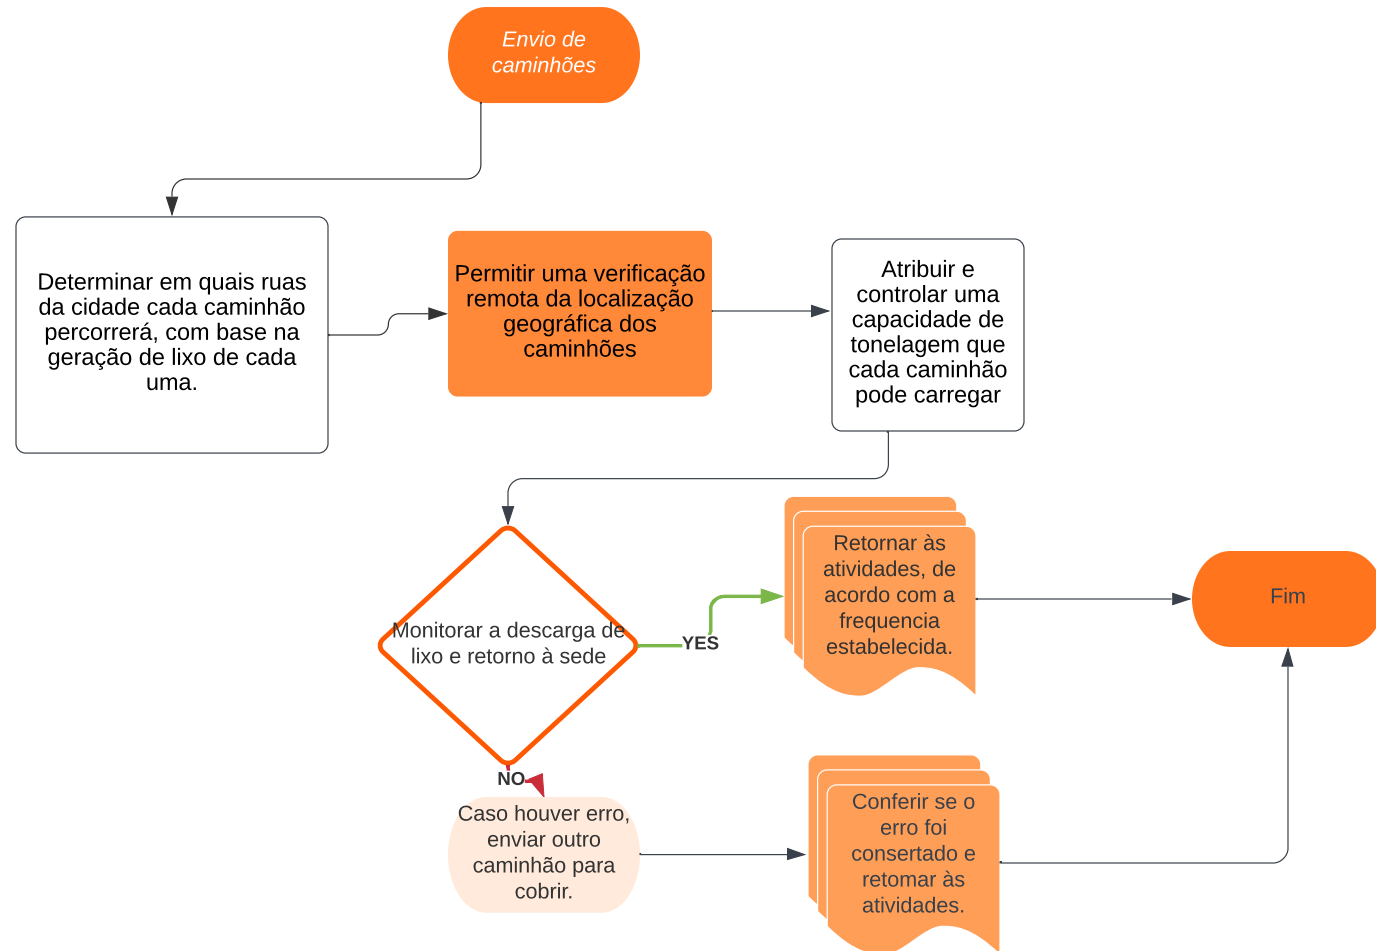 Envio de
caminhões
Determinar em quais ruas
da cidade cada caminhão
percorrerá, com base na
geração de lixo de cada
uma.
Permitir uma verificação
remota da localização
geográfica dos
caminhões
Atribuir e
controlar uma
capacidade de
tonelagem que
cada caminhão
pode carregar
Monitorar a descarga de
lixo e retorno à sede
YES
Retornar às
atividades, de
acordo com a
frequencia
estabelecida.
Fim
NO
Caso houver erro,
enviar outro
caminhão para
cobrir.
Conferir se o
erro foi
consertado e
retomar às
atividades.